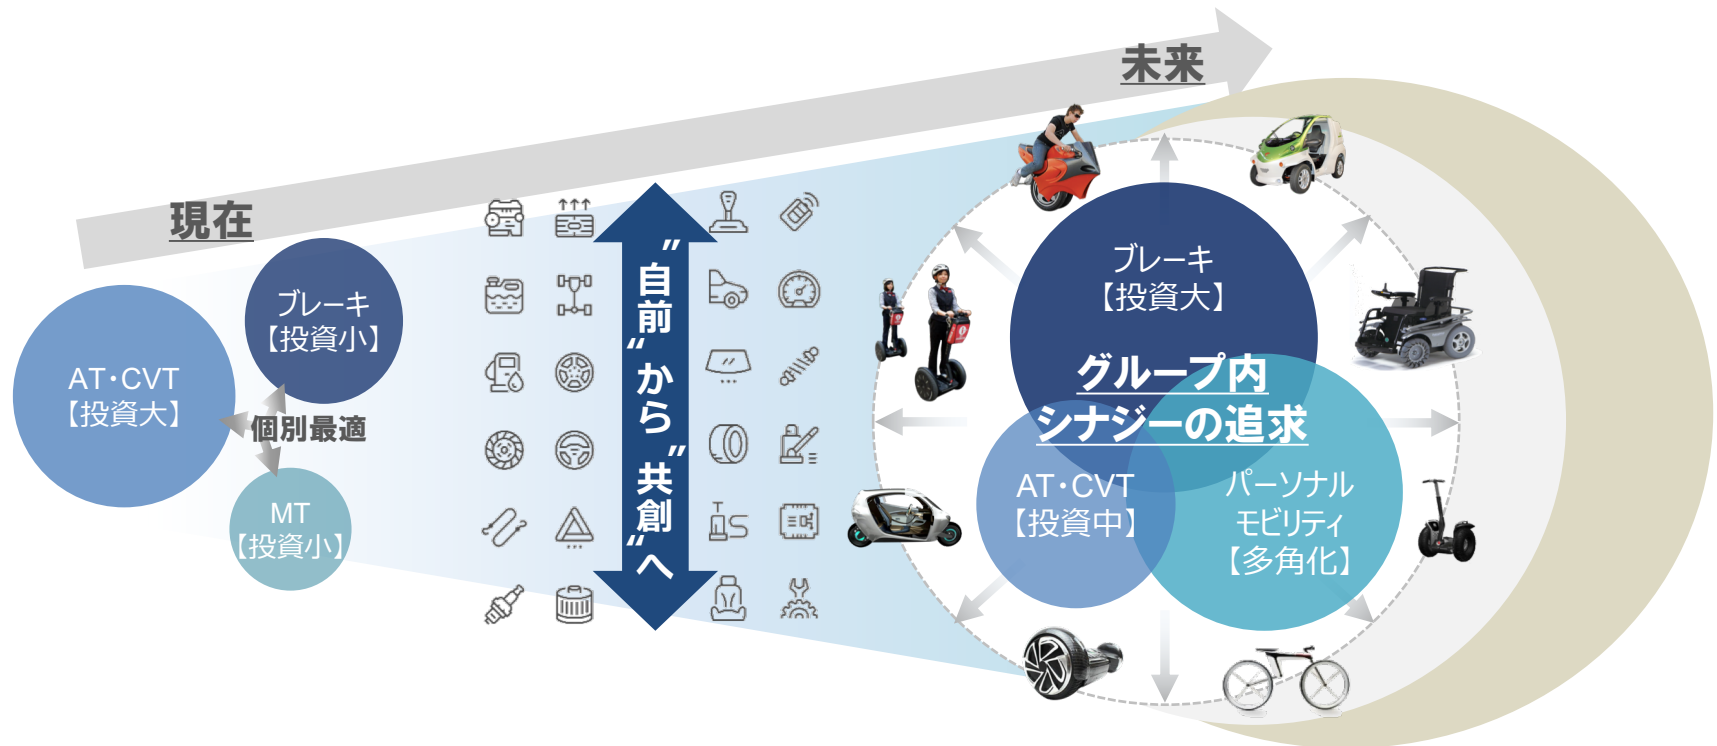 未来
現在
ブレーキ
【投資小】
AT・CVT
【投資大】
個別最適
MT
【投資小】
"自前"から"共創"へ
ブレーキ
【投資大】
グループ内
シナジーの追求
AT・CVT
【投資中】
パーソナル
モビリティ
【多角化】